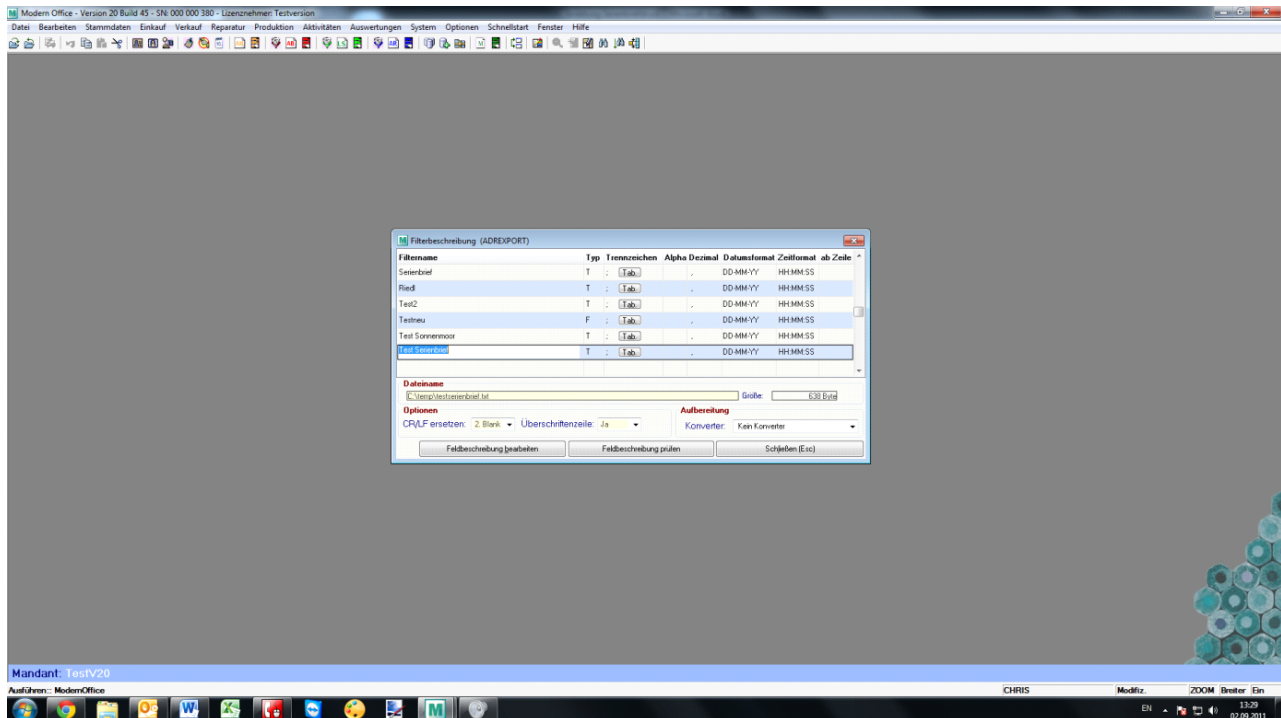 Modern Office - Version 20 Build 45 - SN: 000 000 380 - Lizenznehmer: Testversion
Datei Bearbeiten Stammdaten Einkauf Verkauf Reparatur Produktion Aktivitäten Auswertungen System Optionen Schnellstart Fenster Hilfe
Filterbeschreibung (ADREXPORT)
Filtername Typ Trennzeichen Alpha Dezimal Datumsformat Zeitformat ab Zeile
Serienbrief T ; Tab. , DD-MM-YY HH:MM:SS
Riedl T ; Tab. , DD-MM-YY HH:MM:SS
Test2 T ; Tab. , DD-MM-YY HH:MM:SS
Testneu F ; Tab. , DD-MM-YY HH:MM:SS
Test Sonnenmoor T ; Tab. , DD-MM-YY HH:MM:SS
Test Serienbrief T ; Tab. , DD-MM-YY HH:MM:SS
Dateiname
C:\temp\testserienbrief.txt Größe: 638 Byte
Optionen Aufbereitung
CR/LF ersetzen: 2. Blank Überschriftenzeile: Ja Konverter: Kein Konverter
Feldbeschreibung bearbeiten Feldbeschreibung prüfen Schließen (Esc)
Mandant: TestV20
Ausführen:: ModernOffice CHRIS Modifiz. ZOOM Breiter Ein
EN 13:29
02.09.2011